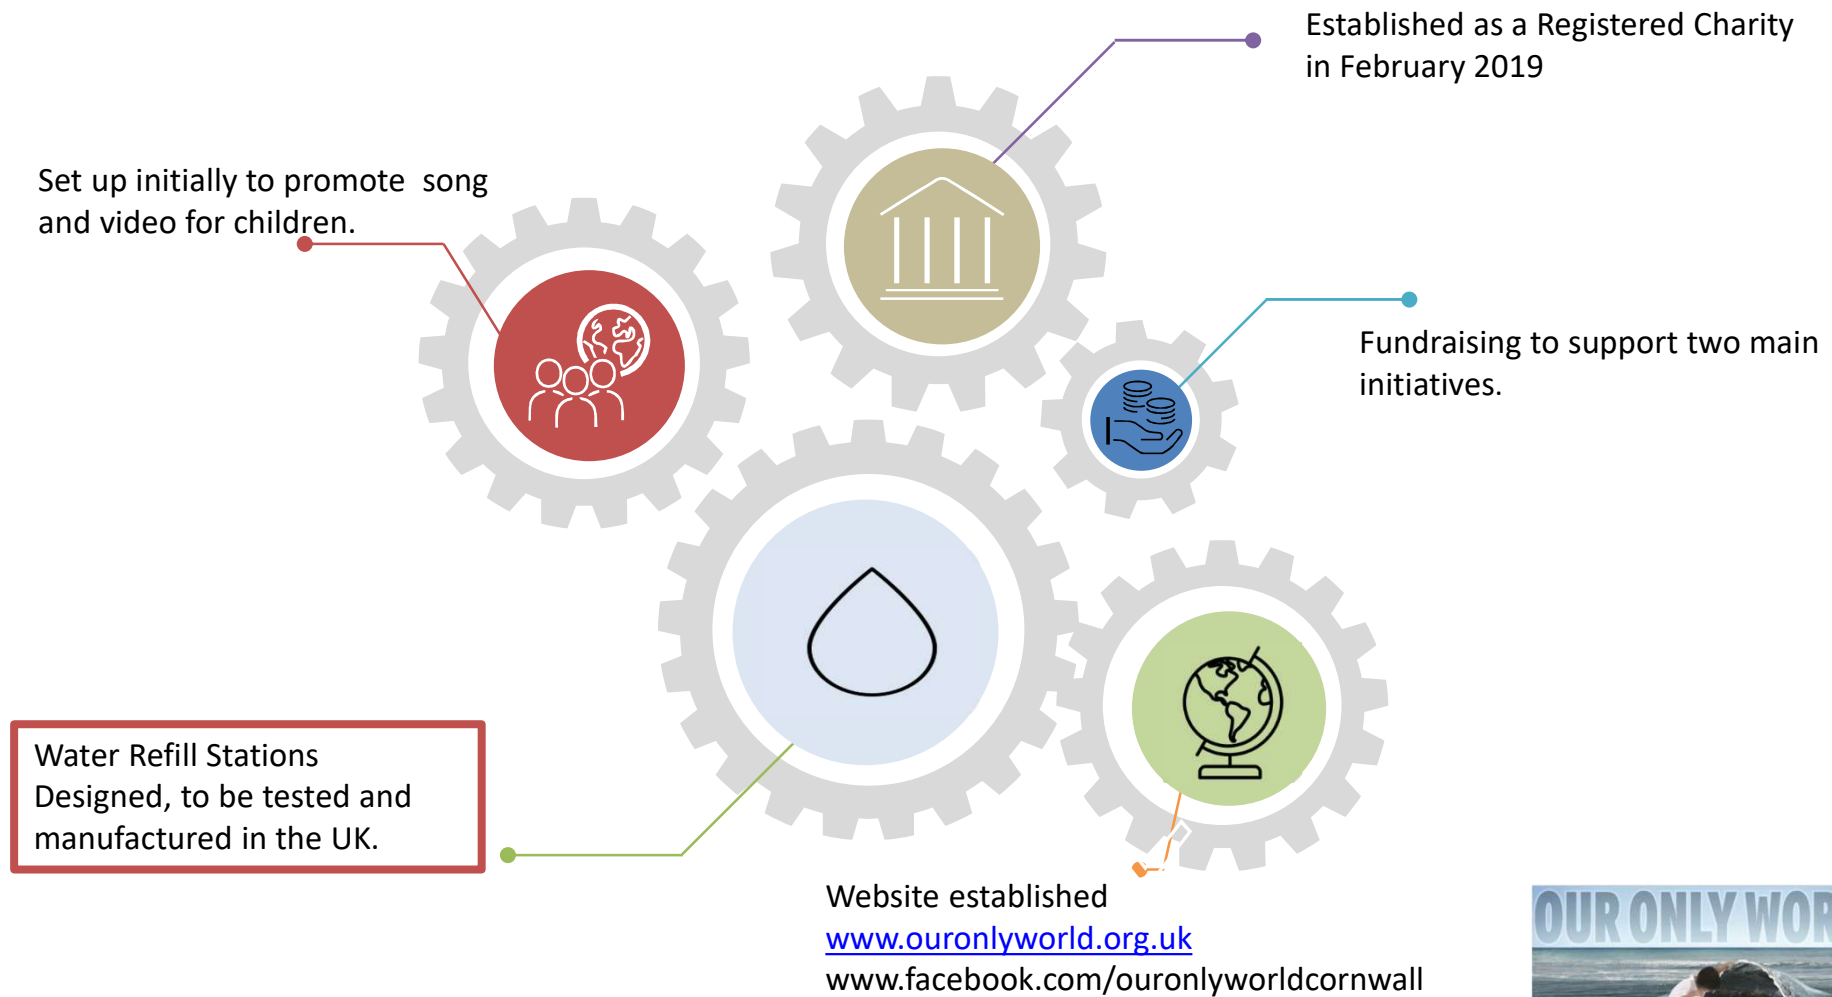 Established as a Registered Charity
in February 2019
Set up initially to promote  song
and video for children.
Fundraising to support two main
initiatives.
Water Refill Stations
Designed, to be tested and
manufactured in the UK.
Website established
www.ouronlyworld.org.uk
www.facebook.com/ouronlyworldcornwall
OUR ONLY WOR